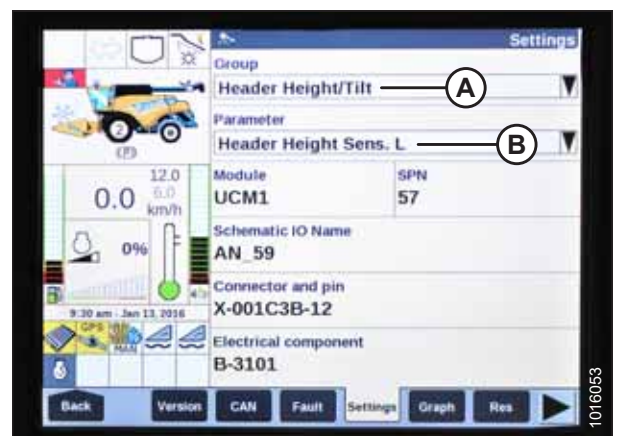 Settings
Group
Header Height/Tilt
A
Parameter
Header Height Sens. L
B
Module
UCM1
SPN
57
Schematic IO Name
AN_59
Connector and pin
X-001C3B-12
Electrical component
B-3101
2
(P)
12.0
6.0
0.0
km/h
0%
9:30 am - Jan 13, 2016
GPS
MAN
Back
Version
CAN
Fault
Settings
Graph
Res
1016053